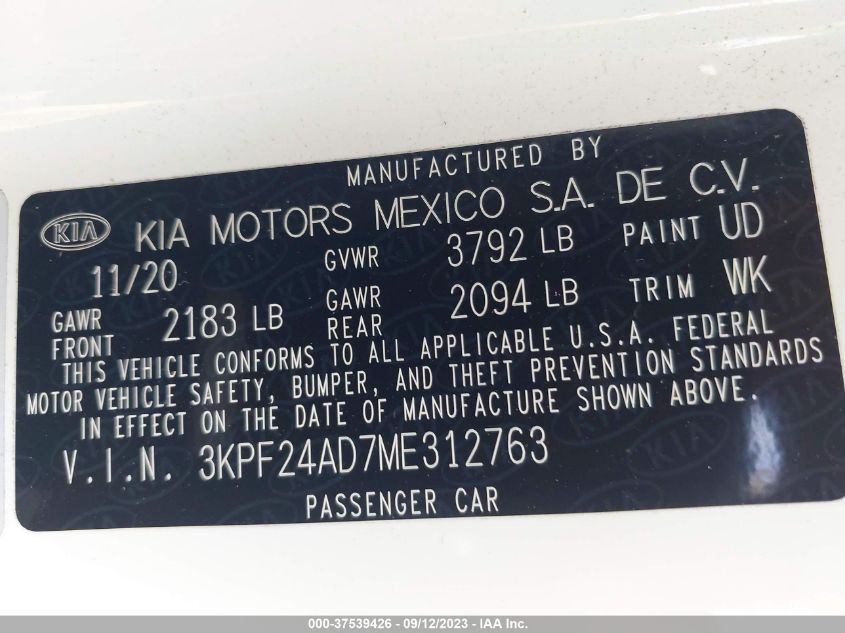 MANUFACTURED BY
KIA KIA MOTORS MEXICO S.A. DE C.V.
11/20 GVWR 3792 LB PAINT UD
GAWR FRONT 2183 LB GAWR REAR 2094 LB TRIM WK
THIS VEHICLE CONFORMS TO ALL APPLICABLE U.S.A. FEDERAL
MOTOR VEHICLE SAFETY, BUMPER, AND THEFT PREVENTION STANDARDS
IN EFFECT ON THE DATE OF MANUFACTURE SHOWN ABOVE.
V.I.N. 3KPF24AD7ME312763
PASSENGER CAR
000-37539426 - 09/12/2023 - IAA Inc.